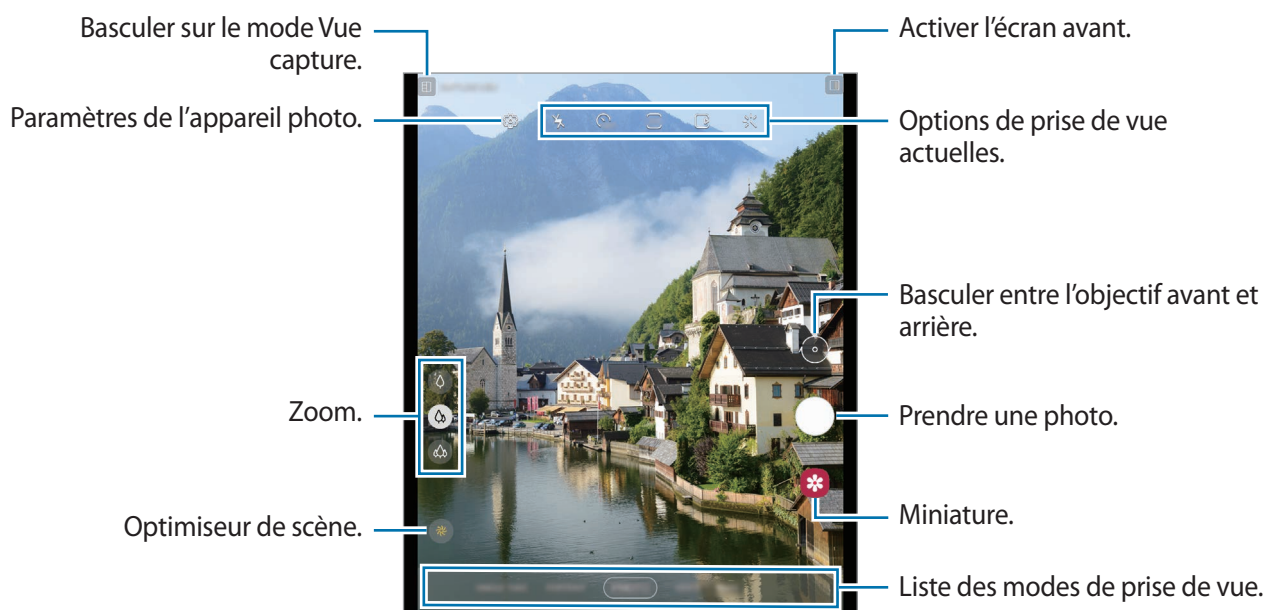 Basculer sur le mode Vue
capture.
Paramètres de l'appareil photo.
Zoom.
Optimiseur de scène.
Activer l'écran avant.
Options de prise de vue
actuelles.
Basculer entre l'objectif avant et
arrière.
Prendre une photo.
Miniature.
Liste des modes de prise de vue.